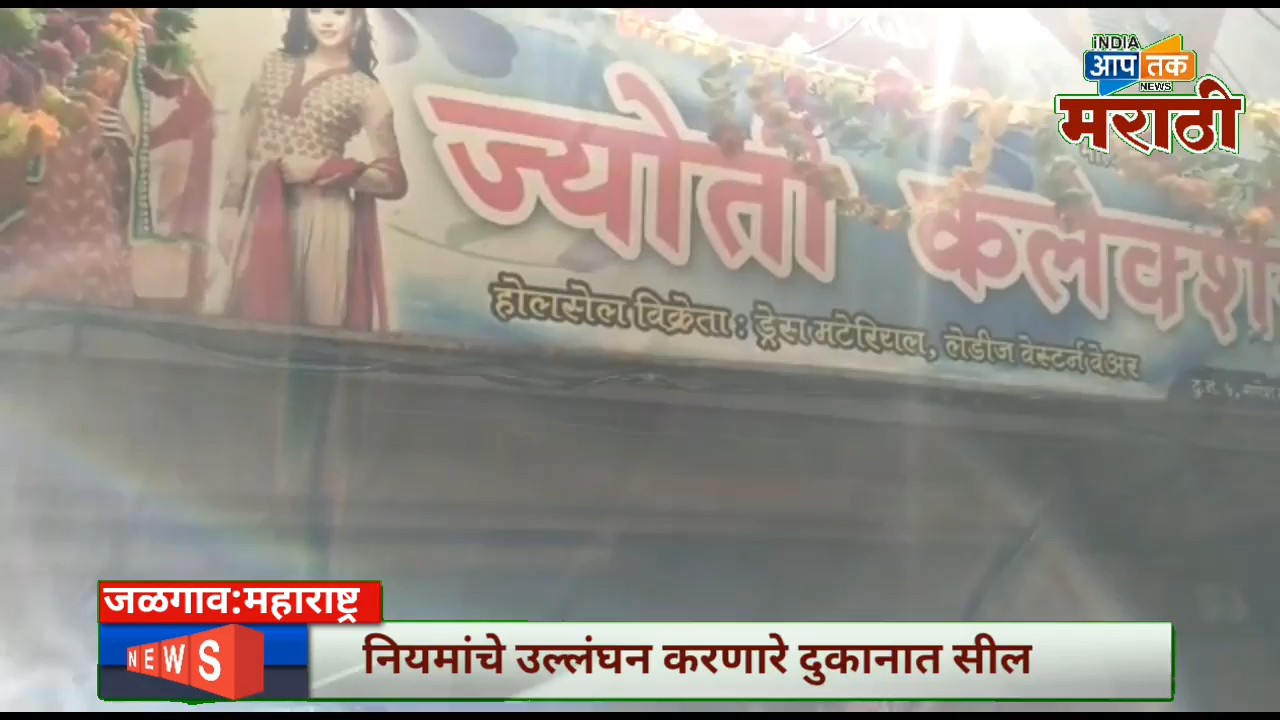 INDIA
आप तक
NEWS
मराठी
ज्योती कलेक्श
होलसेल विक्रेता : ड्रेस मटेरियल, लेडीज वेस्टर्न वेअर
जळगाव:महाराष्ट्र
NEWS
नियमांचे उल्लंघन करणारे दुकानात सील